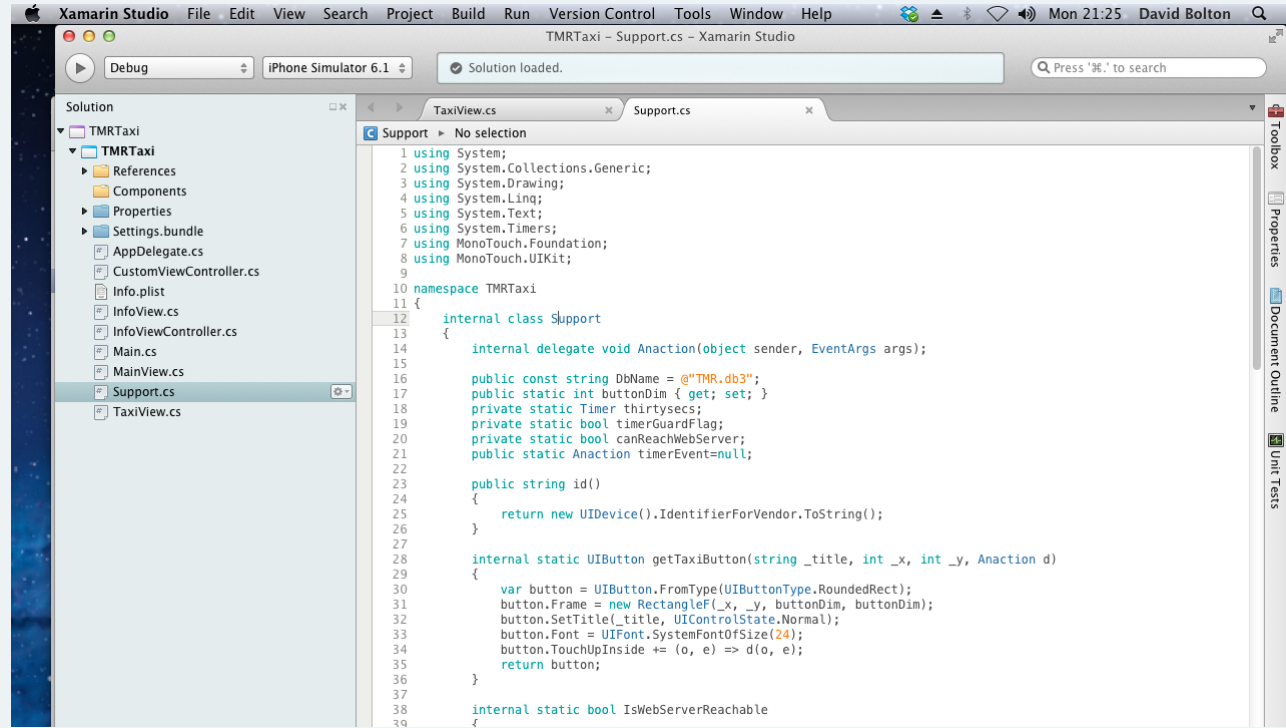 Xamarin Studio File Edit View Search Project Build Run Version Control Tools Window Help Mon 21:25 David Bolton
TMRTaxi – Support.cs – Xamarin Studio
Debug iPhone Simulator 6.1 Solution loaded. Press '⌘.' to search
Solution
TMRTaxi
TMRTaxi
References
Components
Properties
Settings.bundle
AppDelegate.cs
CustomViewController.cs
Info.plist
InfoView.cs
InfoViewController.cs
Main.cs
MainView.cs
Support.cs
TaxiView.cs
TaxiView.cs Support.cs
C Support ▸ No selection
1 using System;
2 using System.Collections.Generic;
3 using System.Drawing;
4 using System.Linq;
5 using System.Text;
6 using System.Timers;
7 using MonoTouch.Foundation;
8 using MonoTouch.UIKit;
9
10 namespace TMRTaxi
11 {
12 internal class Support
13 {
14 internal delegate void Anaction(object sender, EventArgs args);
15
16 public const string DbName = @"TMR.db3";
17 public static int buttonDim { get; set; }
18 private static Timer thirtysecs;
19 private static bool timerGuardFlag;
20 private static bool canReachWebServer;
21 public static Anaction timerEvent=null;
22
23 public string id()
24 {
25 return new UIDevice().IdentifierForVendor.ToString();
26 }
27
28 internal static UIButton getTaxiButton(string _title, int _x, int _y, Anaction d)
29 {
30 var button = UIButton.FromType(UIButtonType.RoundedRect);
31 button.Frame = new RectangleF(_x, _y, buttonDim, buttonDim);
32 button.SetTitle(_title, UIControlState.Normal);
33 button.Font = UIFont.SystemFontOfSize(24);
34 button.TouchUpInside += (o, e) => d(o, e);
35 return button;
36 }
37
38 internal static bool IsWebServerReachable
39 {
Toolbox
Properties
Document Outline
Unit Tests